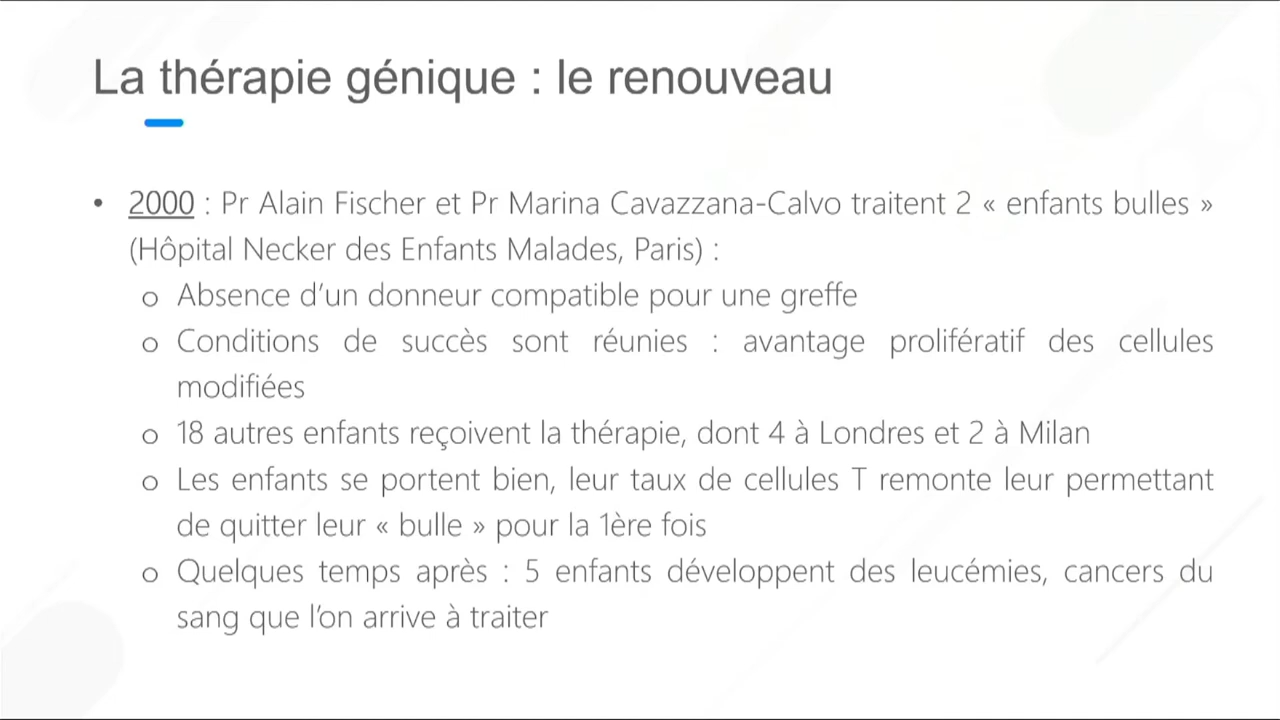 La thérapie génique : le renouveau
• 2000 : Pr Alain Fischer et Pr Marina Cavazzana-Calvo traitent 2 « enfants bulles »
(Hôpital Necker des Enfants Malades, Paris) :
o Absence d’un donneur compatible pour une greffe
o Conditions de succès sont réunies : avantage prolifératif des cellules
modifiées
o 18 autres enfants reçoivent la thérapie, dont 4 à Londres et 2 à Milan
o Les enfants se portent bien, leur taux de cellules T remonte leur permettant
de quitter leur « bulle » pour la 1ère fois
o Quelques temps après : 5 enfants développent des leucémies, cancers du
sang que l’on arrive à traiter